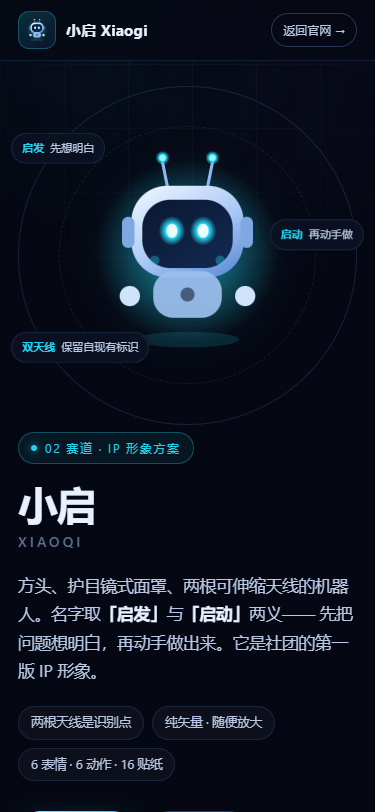 小启 Xiaogi
返回官网 →
启发 先想明白
启动 再动手做
双天线 保留自现有标识
02 赛道 · IP 形象方案
小启
XIAOQI
方头、护目镜式面罩、两根可伸缩天线的机器
人。名字取「启发」与「启动」两义—— 先把
问题想明白，再动手做出来。它是社团的第一
版 IP 形象。
两根天线是识别点
纯矢量 · 随便放大
6 表情 · 6 动作 · 16 贴纸